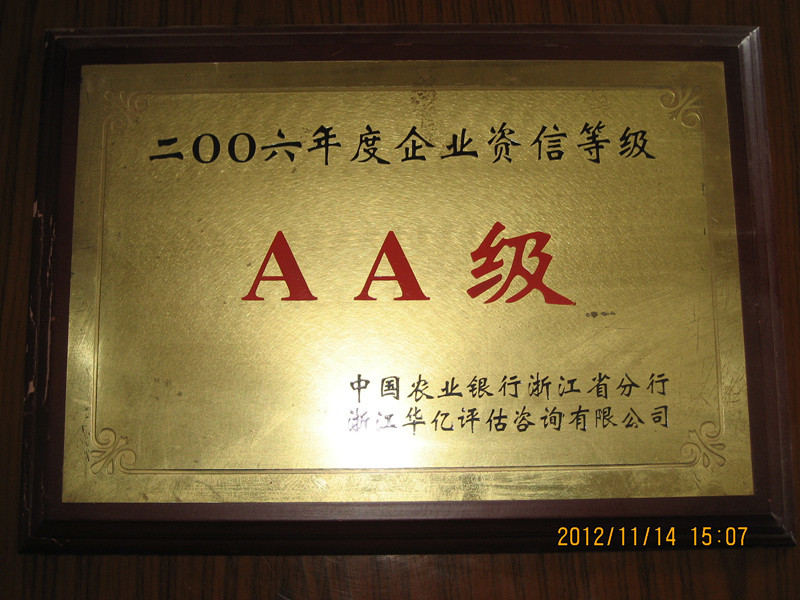 二OO六年度企业资信等级
AA级
中国农业银行浙江省分行
浙江华亿评估咨询有限公司
2012/11/14 15:07